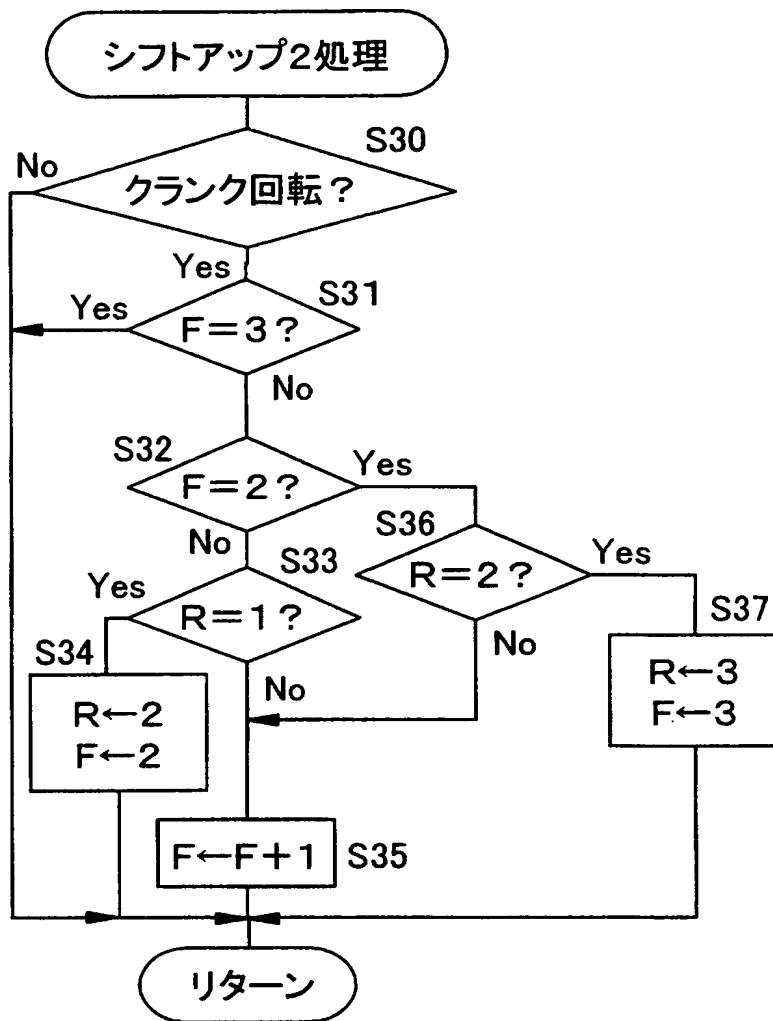 シフトアップ2処理
S30
No
クランク回転?
Yes
S31
Yes
F=3?
No
S32
Yes
F=2?
S36
No
S33
Yes
Yes
R=2?
R=1?
S37
S34
No
No
R←3
F←3
R←2
F←2
F←F+1
S35
リターン